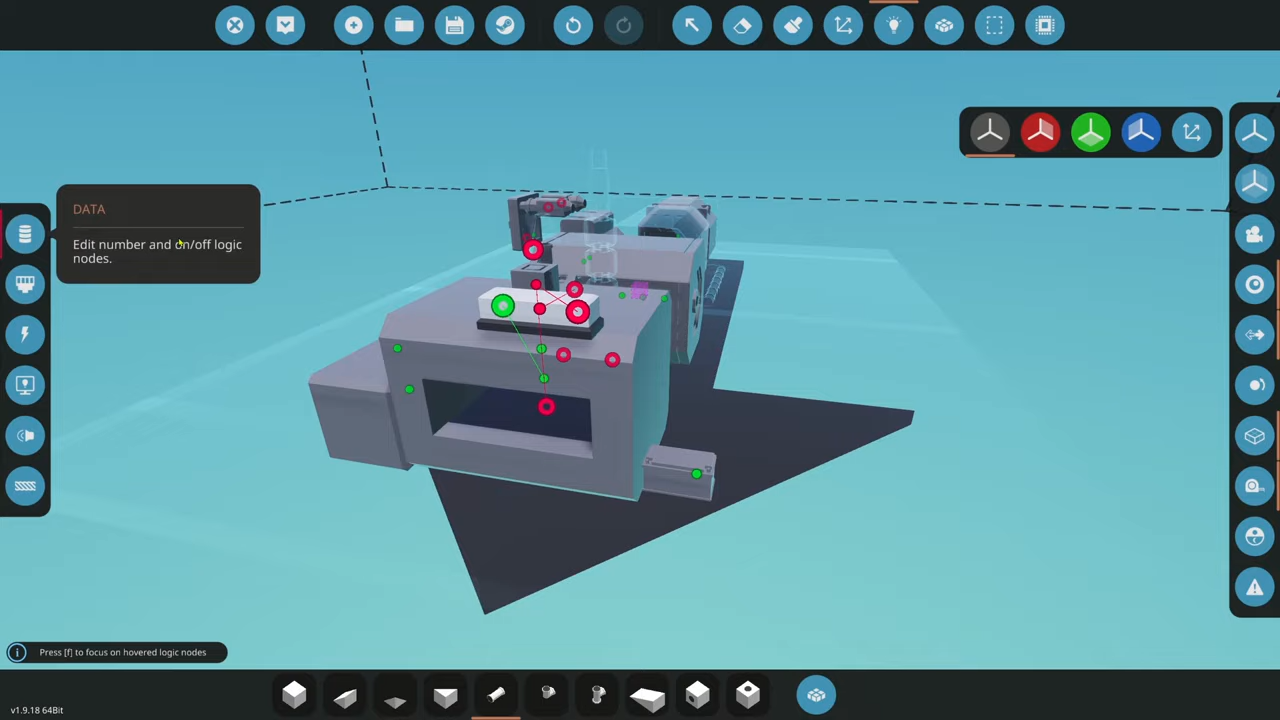 DATA
Edit number and on/off logic
nodes.
Press [f] to focus on hovered logic nodes
v1.9.18 64Bit